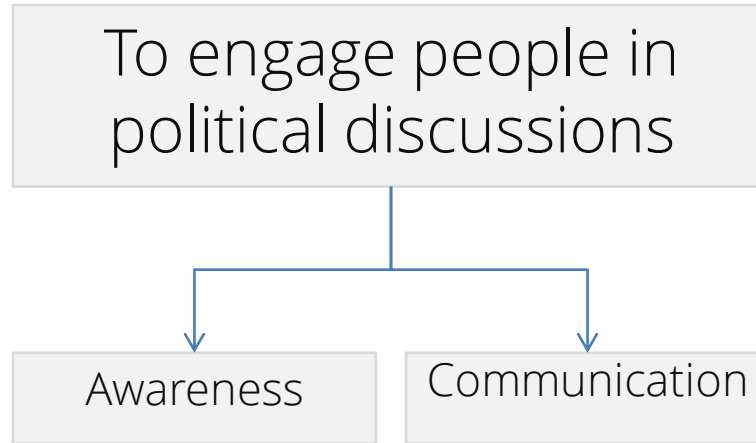 To engage people in
political discussions
Awareness
Communication